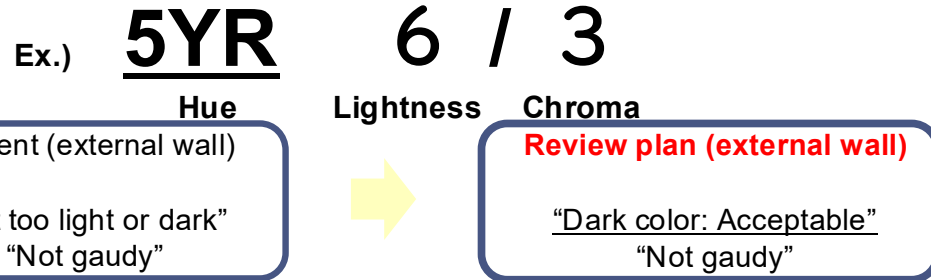 Ex.) 5YR 6 / 3
Hue Lightness Chroma
(external wall)
Review plan (external wall)
too light or dark"
"Not gaudy"
"Dark color: Acceptable"
"Not gaudy"